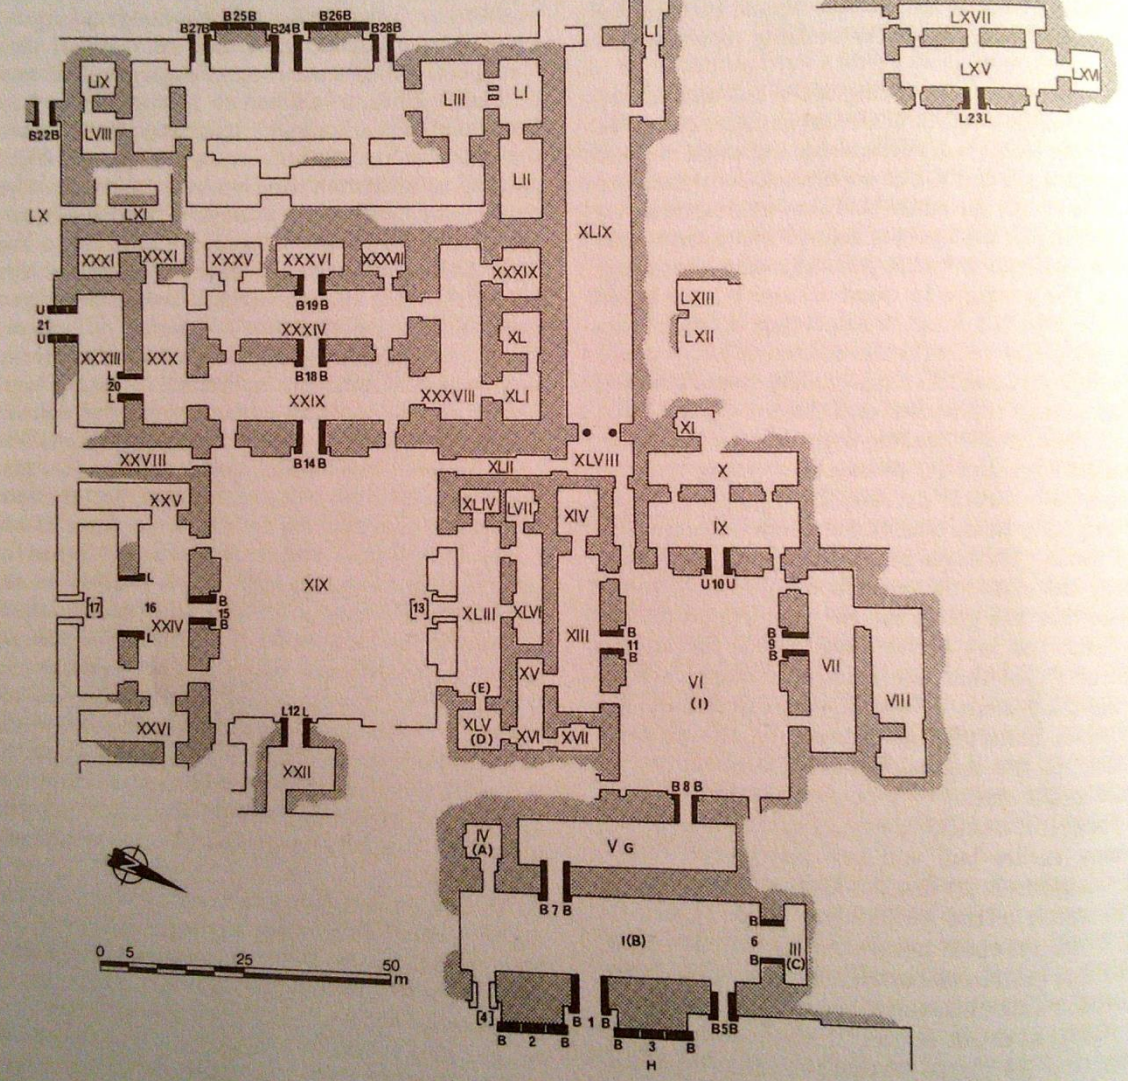 B25B B26B
B27B B24B B28B
LXVII
LI
LXV LXVI
L23L
LIX
LIII LI
B22B
LVIII
LII
LX LXI
XLIX
XXXI XXXI XXXV XXXVI XXXVII XXXIX
B19B
LXIII
LXII
U
21
U
XXXIV
XL
XXXIII XXX
B18B
L
20
L
XXIX XXXVIII XLI
XI
B14B
XXVIII XLII XLVIII
X
XXV XLIV LVII XIV
IX
U10U
XIX
L
[17] 16 B
15
B
XXIV
L
[13] XLIII XLVI XIII
B
11
B
B
9
B
VII
VI
(I)
VIII
XV
(E)
XLV
(D)
XVI XVII
L12L
XXVI
XXII
B8B
IV
(A)
V G
B7B
I(B)
B
6
B
III
(C)
0 5 25 50
m
[4]
B 1 B
B5B
B 2 B
B 3 B
H